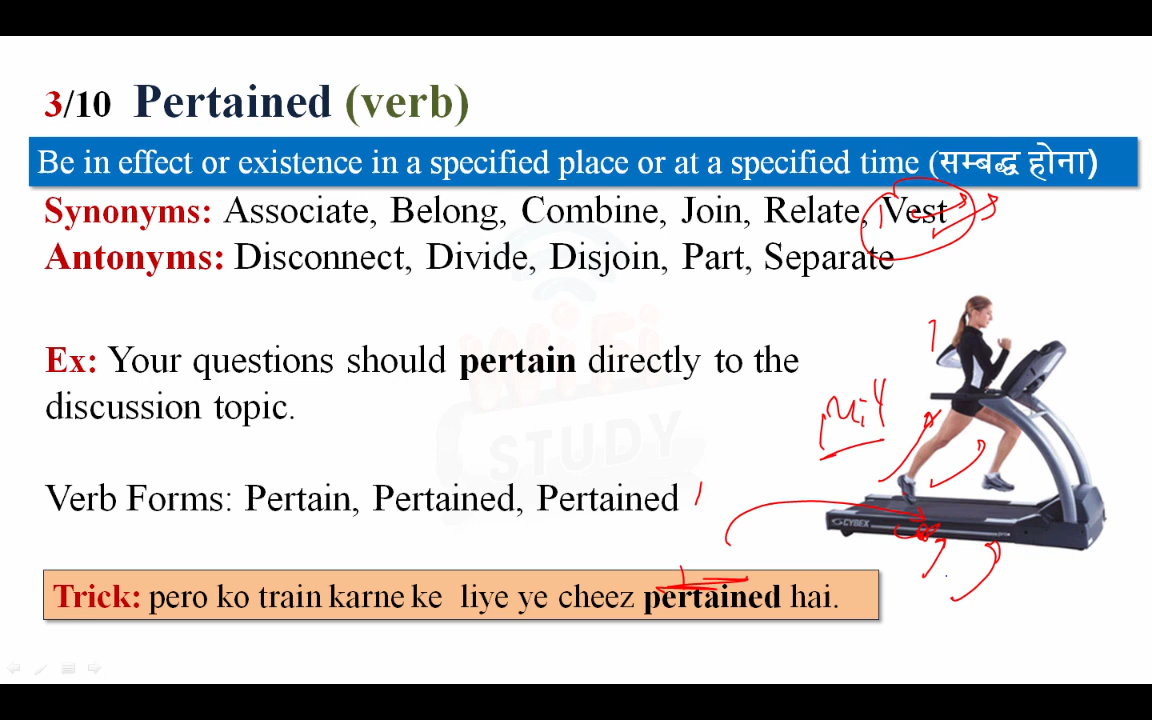 3/10 Pertained (verb)
Be in effect or existence in a specified place or at a specified time (सम्बद्ध होना)
Synonyms: Associate, Belong, Combine, Join, Relate, Vest
Antonyms: Disconnect, Divide, Disjoin, Part, Separate
WiFi
STUDY
Ex: Your questions should pertain directly to the
discussion topic.
Verb Forms: Pertain, Pertained, Pertained
CYBEX
Trick: pero ko train karne ke liye ye cheez pertained hai.